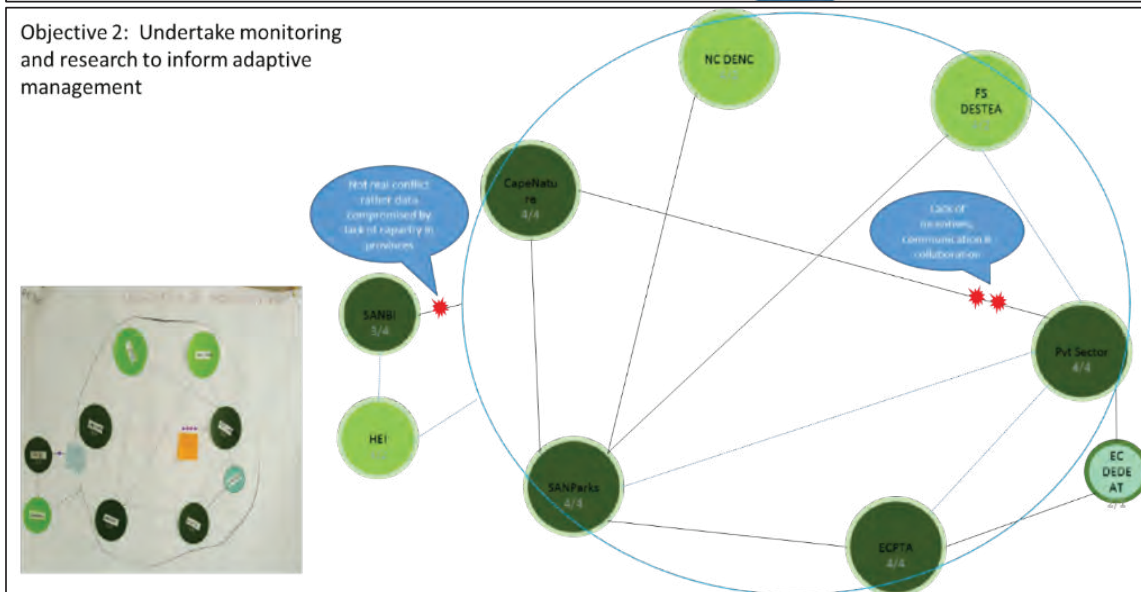 Objective 2: Undertake monitoring
and research to inform adaptive
management
NC DENC
FS
DESTEA
CapeNatu
re
4/4
Not real conflict
rather data
compromised by
lack of capacity in
provinces
Lack of
incentives,
communication &
collaboration
SANBI
3/4
Pvt Sector
4/4
HEI
SANParks
4/4
EC
DEDE
AT
ECPTA
4/4